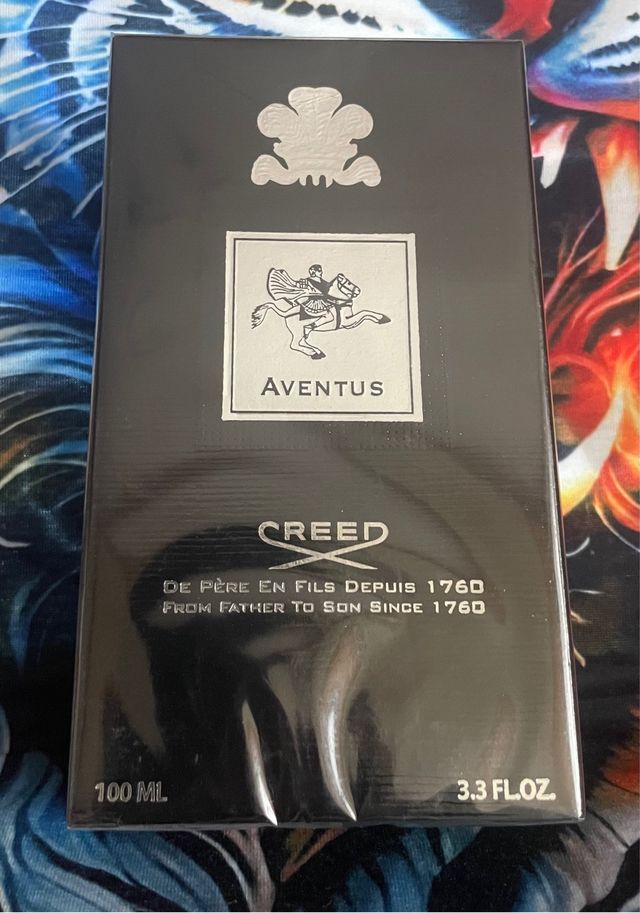 AVENTUS
CREED
DE PÈRE EN FILS DEPUIS 1760
FROM FATHER TO SON SINCE 1760
100 ML
3.3 FL.OZ.